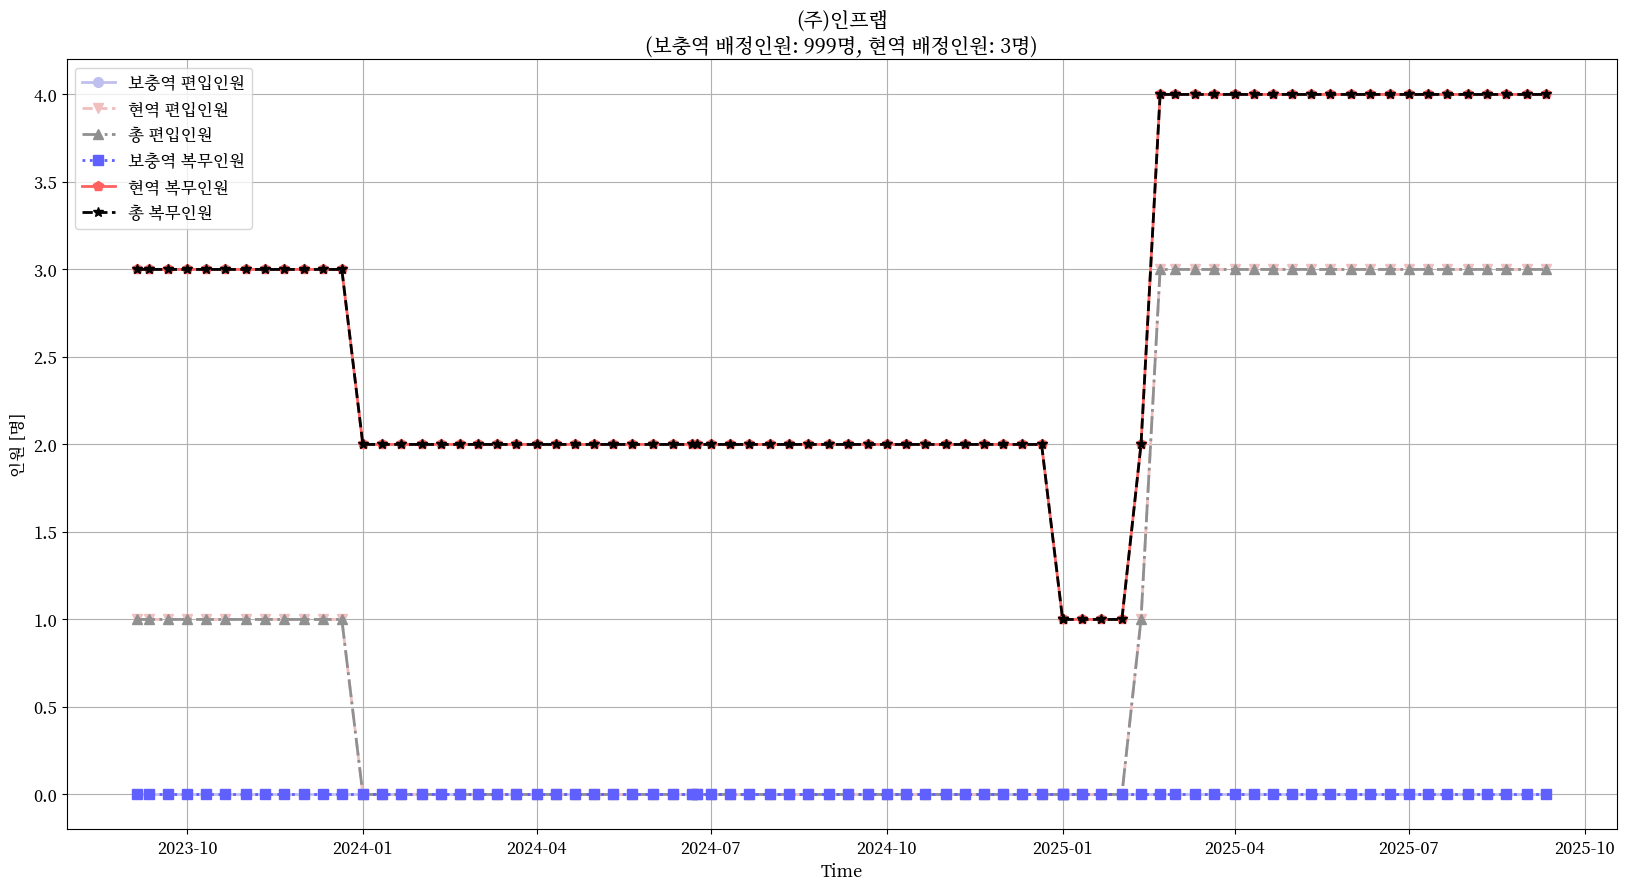 (주)인프랩
(보충역 배정인원: 999명, 현역 배정인원: 3명)
보충역 편입인원
현역 편입인원
총 편입인원
보충역 복무인원
현역 복무인원
총 복무인원
4.0
3.5
3.0
2.5
2.0
1.5
1.0
0.5
0.0
인원 [명]
2023-10
2024-01
2024-04
2024-07
2024-10
2025-01
2025-04
2025-07
2025-10
Time